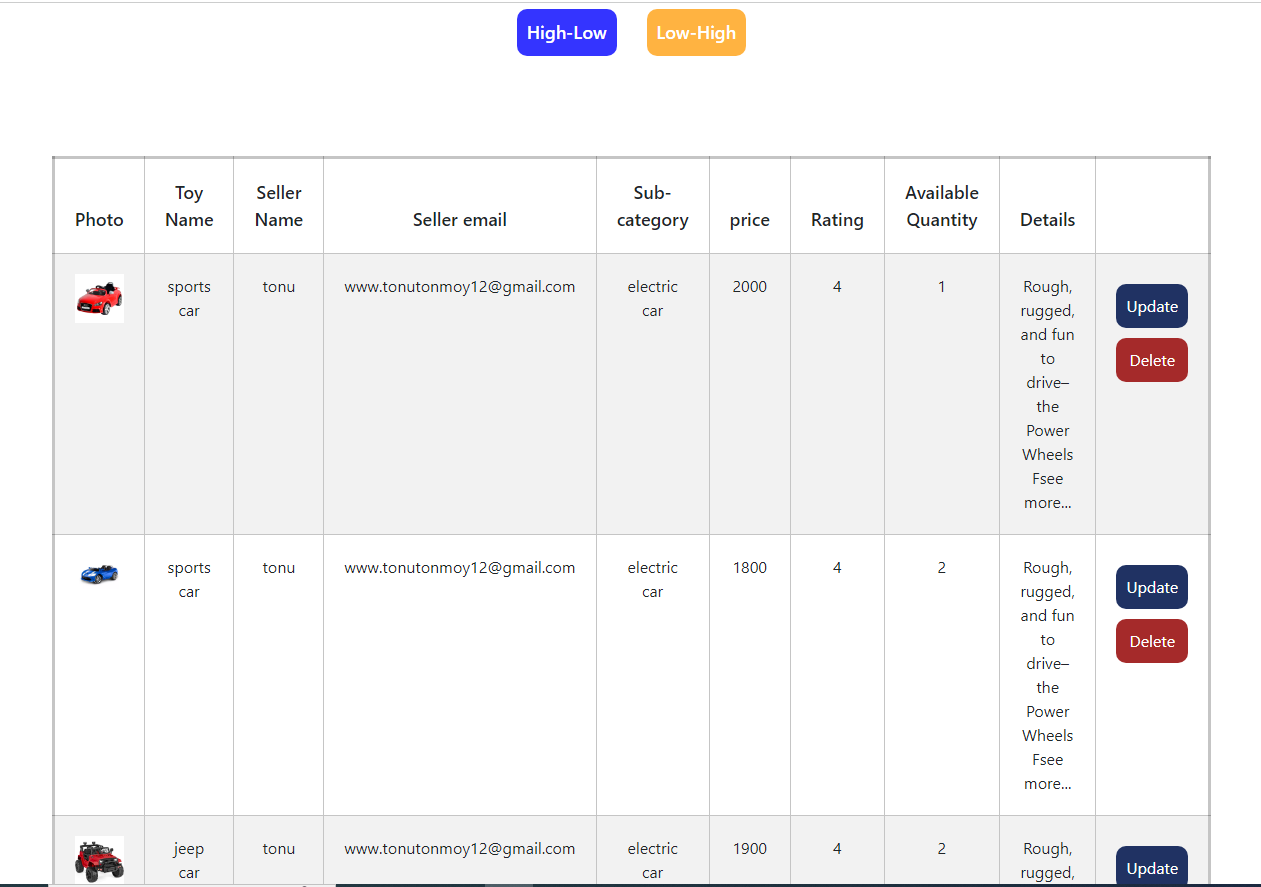 High-Low Low-High
Photo Toy Name Seller Name Seller email Sub-category price Rating Available Quantity Details
sports car tonu www.tonutonmoy12@gmail.com electric car 2000 4 1 Rough, rugged, and fun to drive–the Power Wheels Fsee more... Update
Delete
sports car tonu www.tonutonmoy12@gmail.com electric car 1800 4 2 Rough, rugged, and fun to drive–the Power Wheels Fsee more... Update
Delete
jeep car tonu www.tonutonmoy12@gmail.com electric car 1900 4 2 Rough, rugged, Update